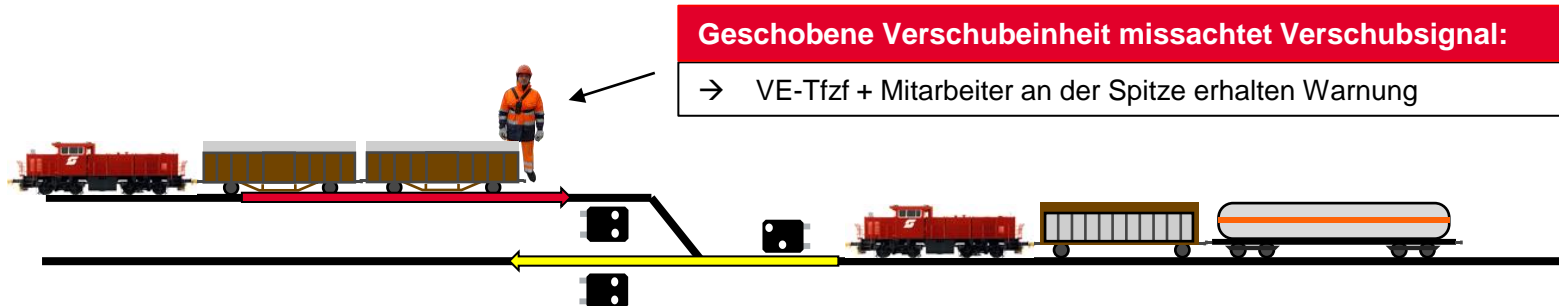 Geschobene Verschubeinheit missachtet Verschubsignal:
→ VE-Tfzf + Mitarbeiter an der Spitze erhalten Warnung